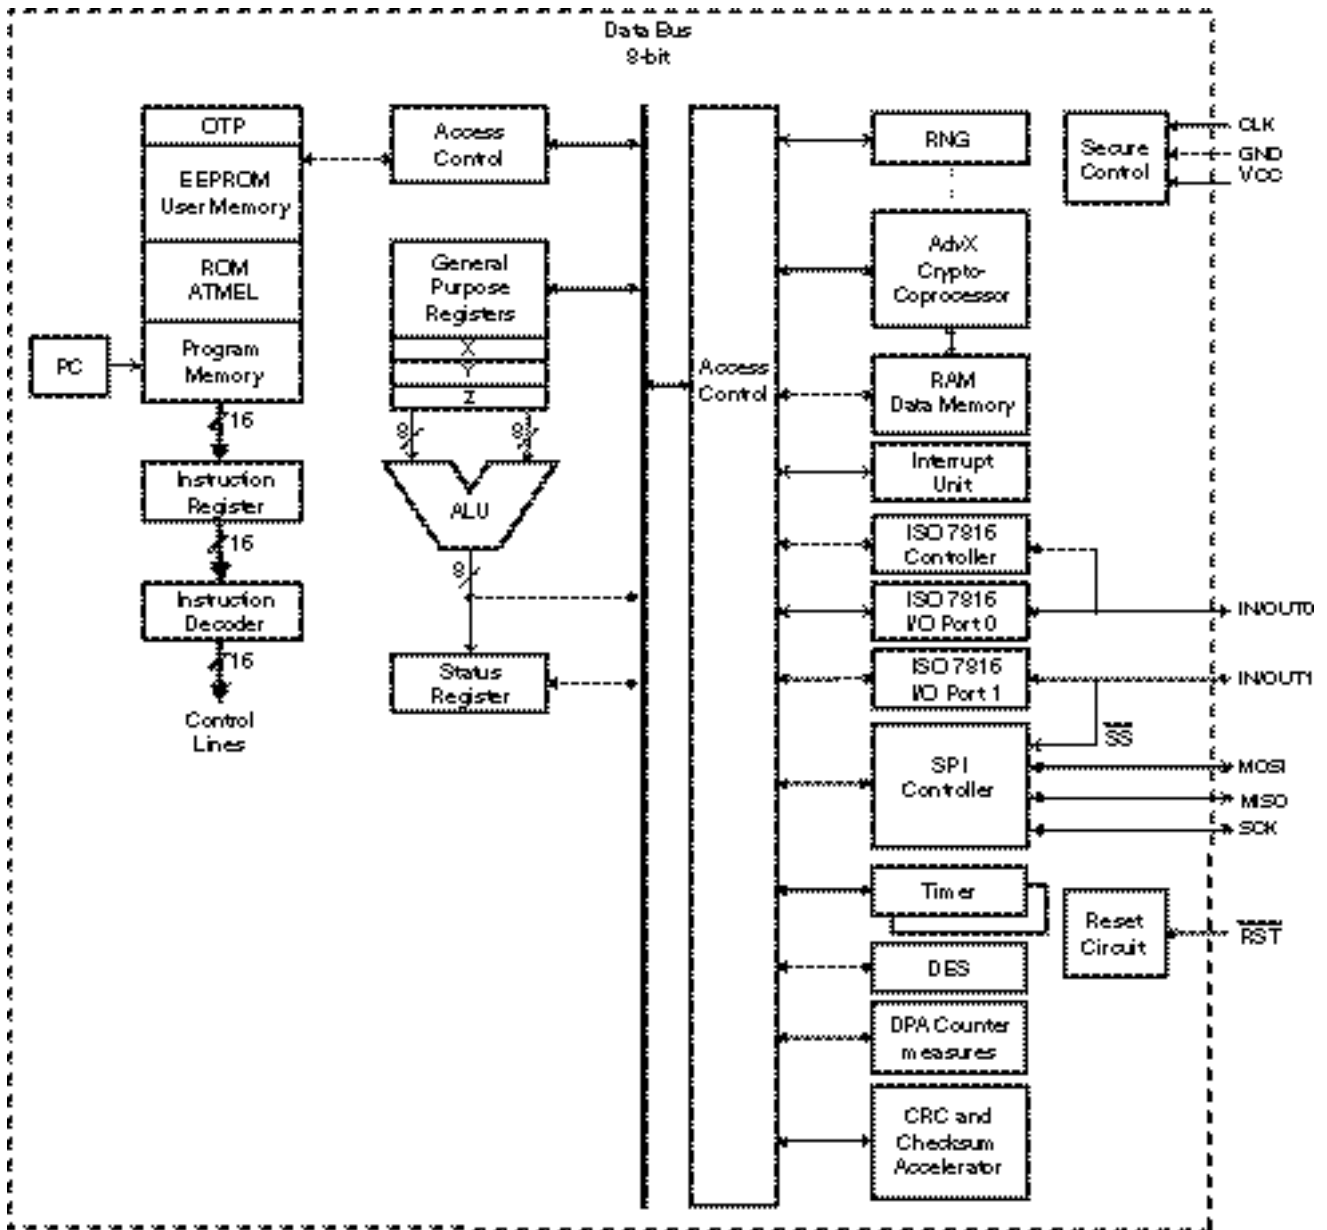 Data Bus
8-bit
OTP
EEPROM
User Memory
ROM
ATMEL
Program
Memory
PC
16
Instruction
Register
16
Instruction
Decoder
16
Control
Lines
Access
Control
General
Purpose
Registers
X
Y
Z
8
8
ALU
8
Status
Register
Access
Control
RNG
AdvX
Crypto-
Coprocessor
RAM
Data Memory
Interrupt
Unit
ISO 7816
Controller
ISO 7816
I/O Port 0
ISO 7816
I/O Port 1
SS
SPI
Controller
Timer
DES
DPA Counter
measures
CRC and
Checksum
Accelerator
Secure
Control
Reset
Circuit
CLK
GND
VCC
IN/OUT0
IN/OUT1
MOSI
MISO
SCK
RST